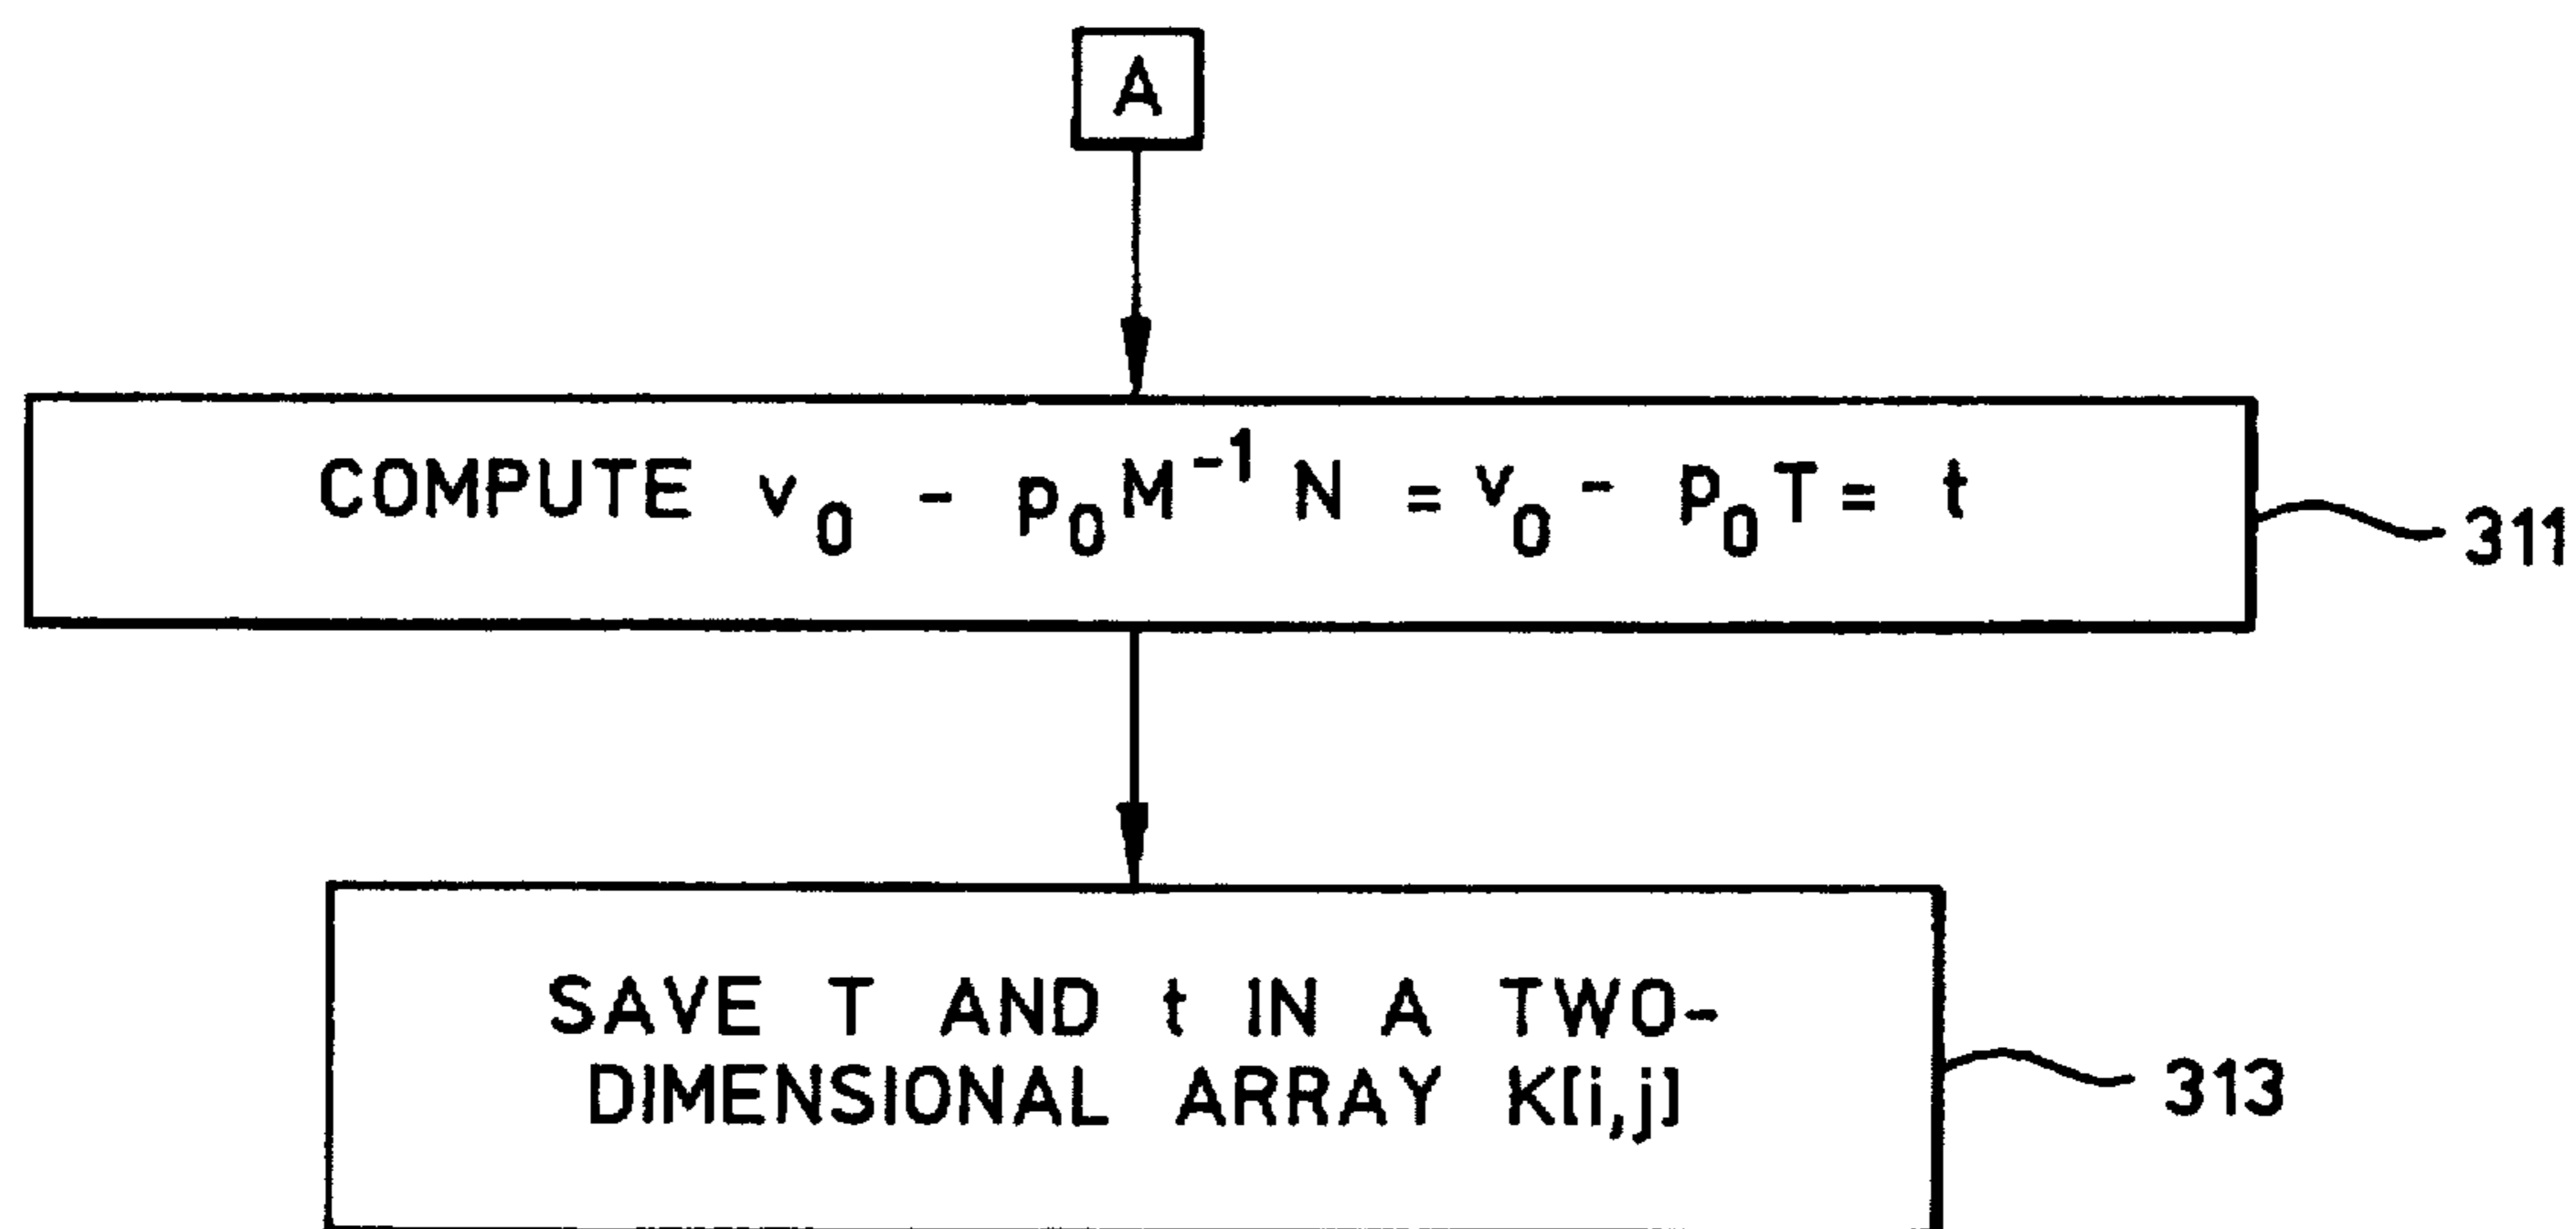 A
COMPUTE v₀ - p₀M⁻¹ N = v₀ - p₀T = t
311
SAVE T AND t IN A TWO-
DIMENSIONAL ARRAY K[i,j]
313